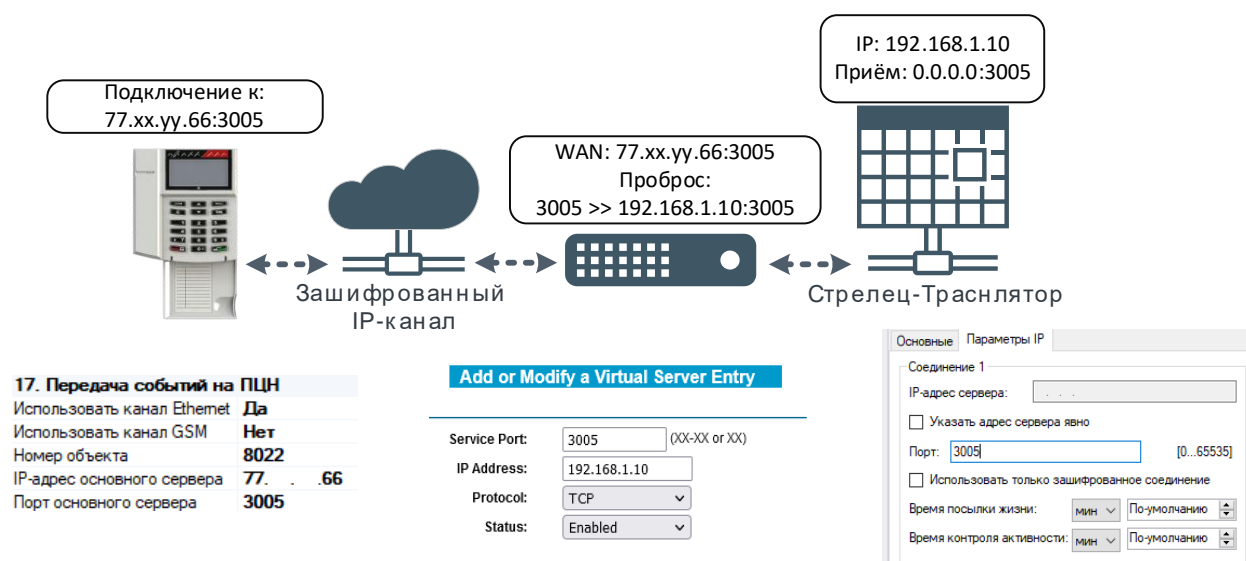 IP: 192.168.1.10
Приём: 0.0.0.0:3005
Подключение к:
77.xx.yy.66:3005
WAN: 77.xx.yy.66:3005
Проброс:
3005 >> 192.168.1.10:3005
Зашифрованный
IP-канал
Стрелец-Траснлятор
17. Передача событий на ПЦН
Использовать канал Ethernet Да
Использовать канал GSM Нет
Номер объекта 8022
IP-адрес основного сервера 77. . .66
Порт основного сервера 3005
Add or Modify a Virtual Server Entry
Service Port: 3005 (XX-XX or XX)
IP Address: 192.168.1.10
Protocol: TCP
Status: Enabled
Основные Параметры IP
Соединение 1
IP-адрес сервера: . . .
Указать адрес сервера явно
Порт: 3005 [0...65535]
Использовать только зашифрованное соединение
Время посылки жизни: мин По-умолчанию
Время контроля активности: мин По-умолчанию